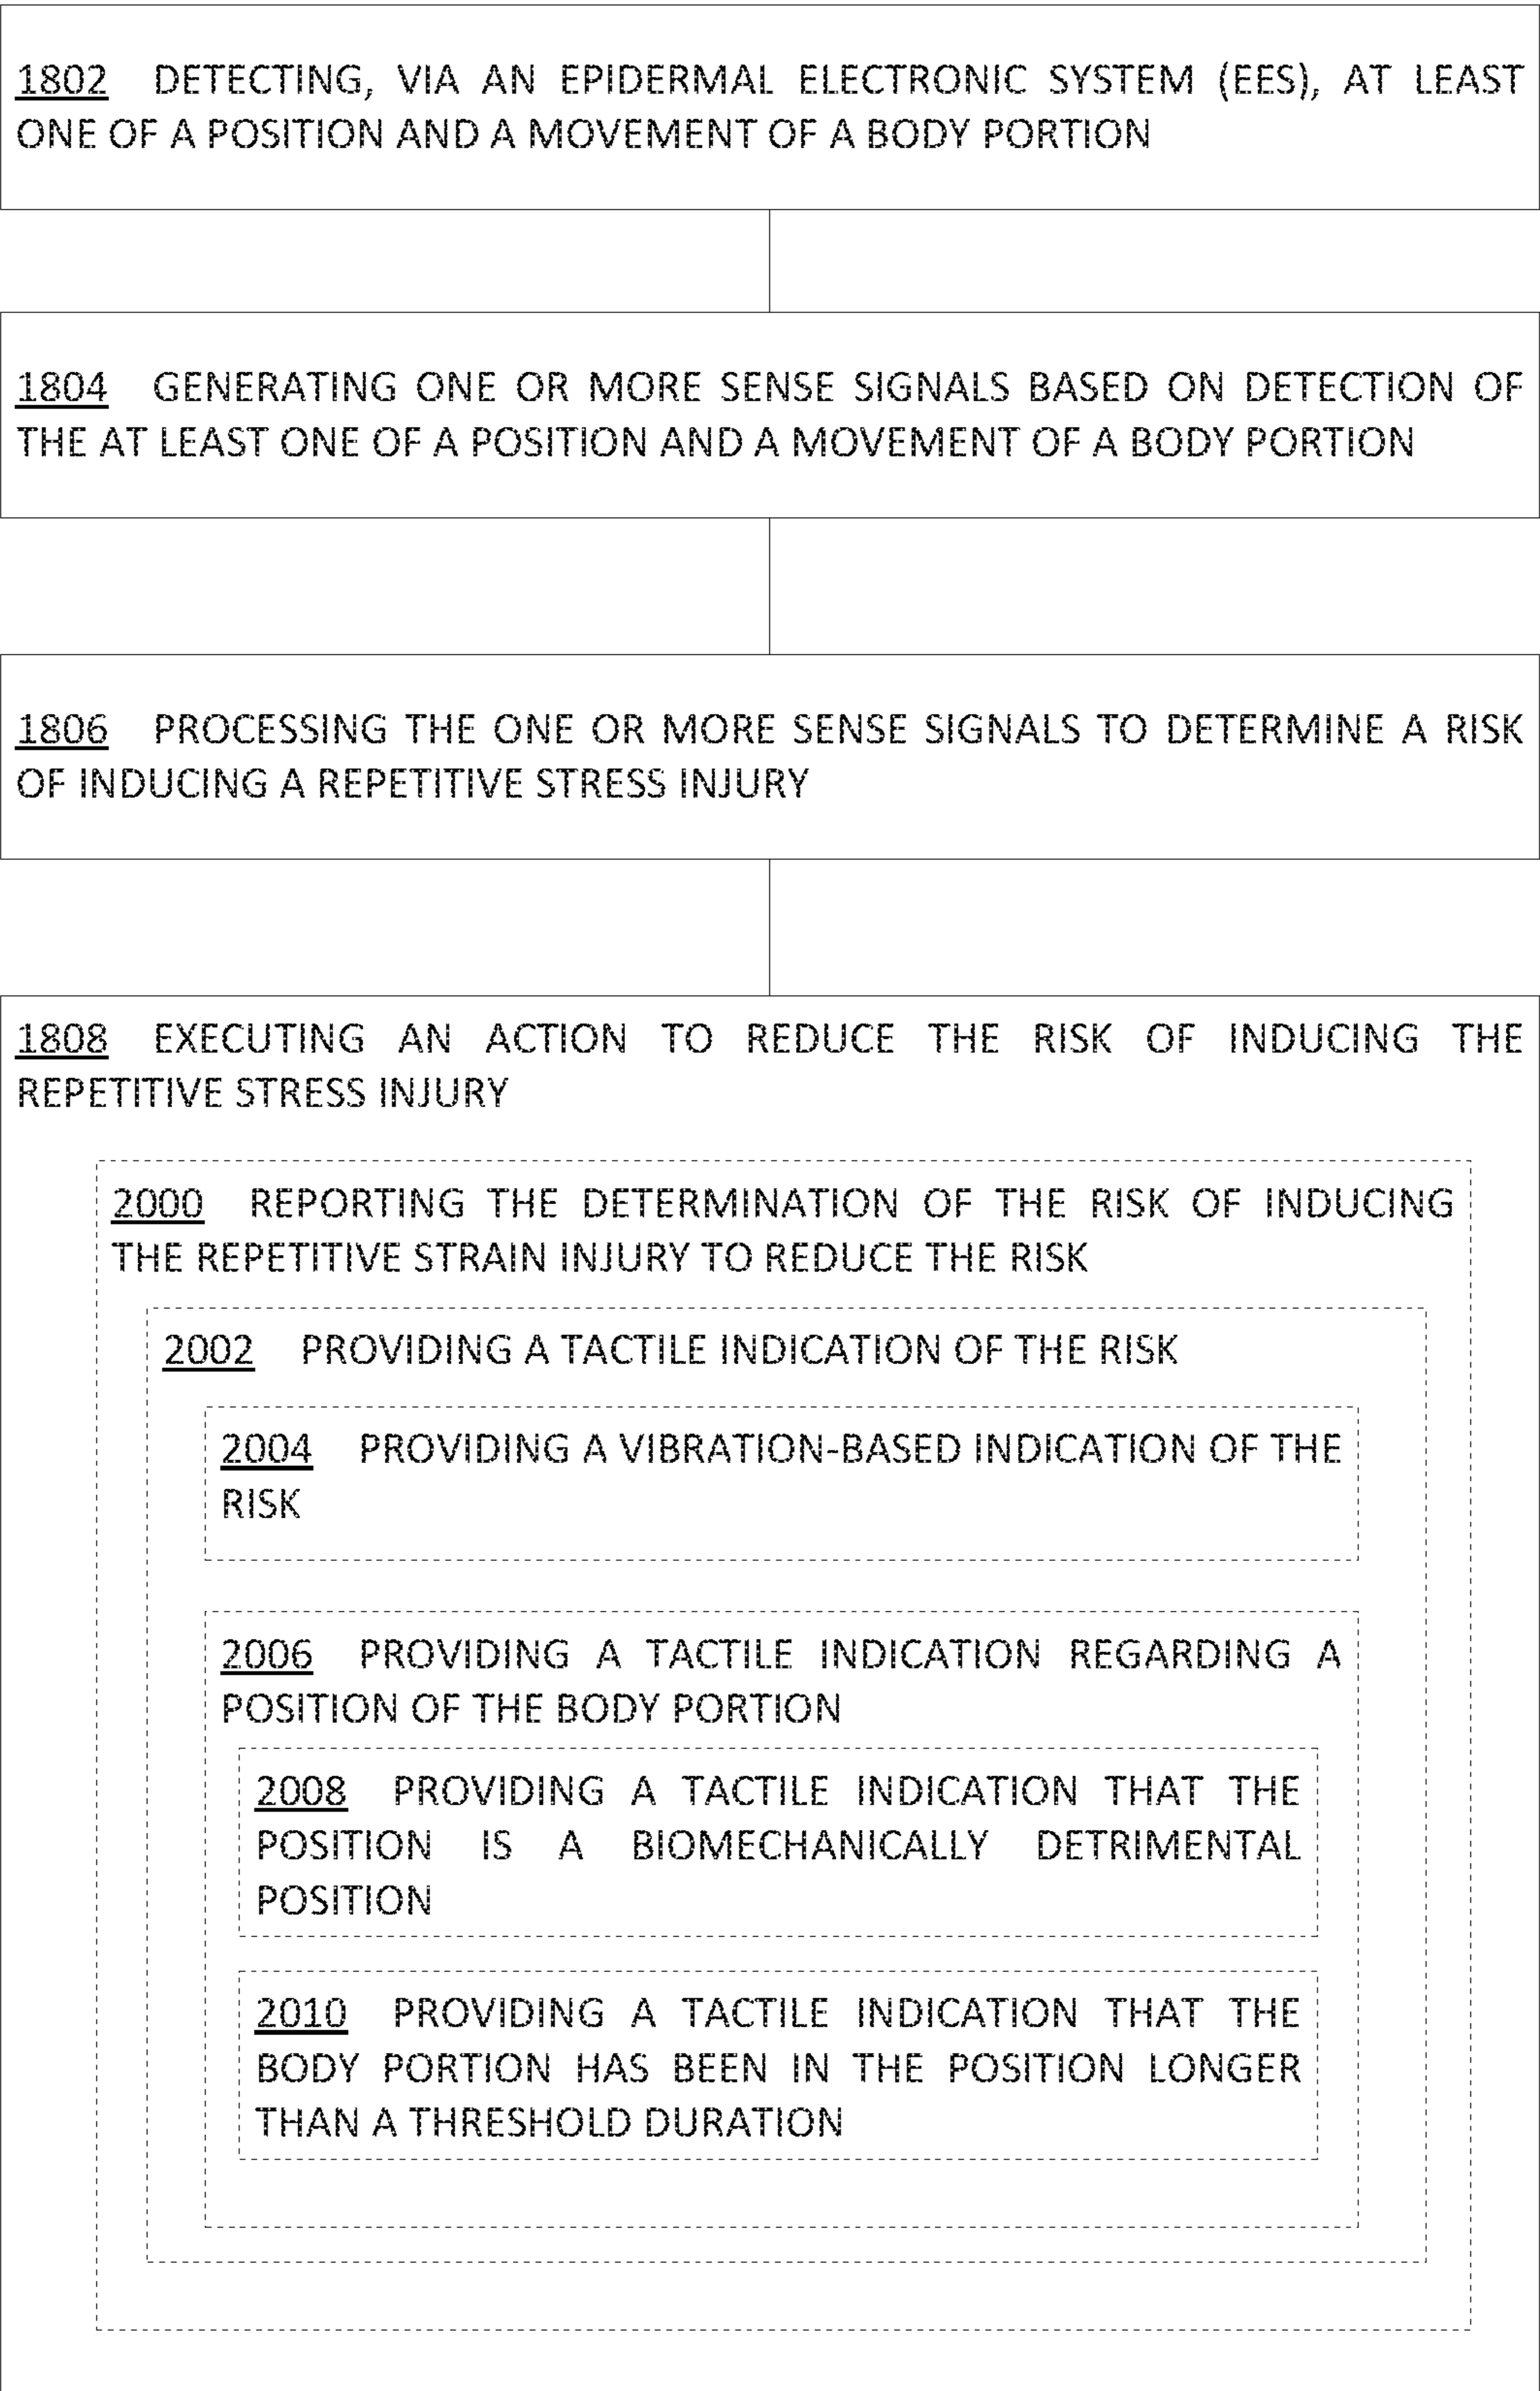 1802 DETECTING, VIA AN EPIDERMAL ELECTRONIC SYSTEM (EES), AT LEAST
ONE OF A POSITION AND A MOVEMENT OF A BODY PORTION
1804 GENERATING ONE OR MORE SENSE SIGNALS BASED ON DETECTION OF
THE AT LEAST ONE OF A POSITION AND A MOVEMENT OF A BODY PORTION
1806 PROCESSING THE ONE OR MORE SENSE SIGNALS TO DETERMINE A RISK
OF INDUCING A REPETITIVE STRESS INJURY
1808 EXECUTING AN ACTION TO REDUCE THE RISK OF INDUCING THE
REPETITIVE STRESS INJURY
2000 REPORTING THE DETERMINATION OF THE RISK OF INDUCING
THE REPETITIVE STRAIN INJURY TO REDUCE THE RISK
2002 PROVIDING A TACTILE INDICATION OF THE RISK
2004 PROVIDING A VIBRATION-BASED INDICATION OF THE
RISK
2006 PROVIDING A TACTILE INDICATION REGARDING A
POSITION OF THE BODY PORTION
2008 PROVIDING A TACTILE INDICATION THAT THE
POSITION IS A BIOMECHANICALLY DETRIMENTAL
POSITION
2010 PROVIDING A TACTILE INDICATION THAT THE
BODY PORTION HAS BEEN IN THE POSITION LONGER
THAN A THRESHOLD DURATION